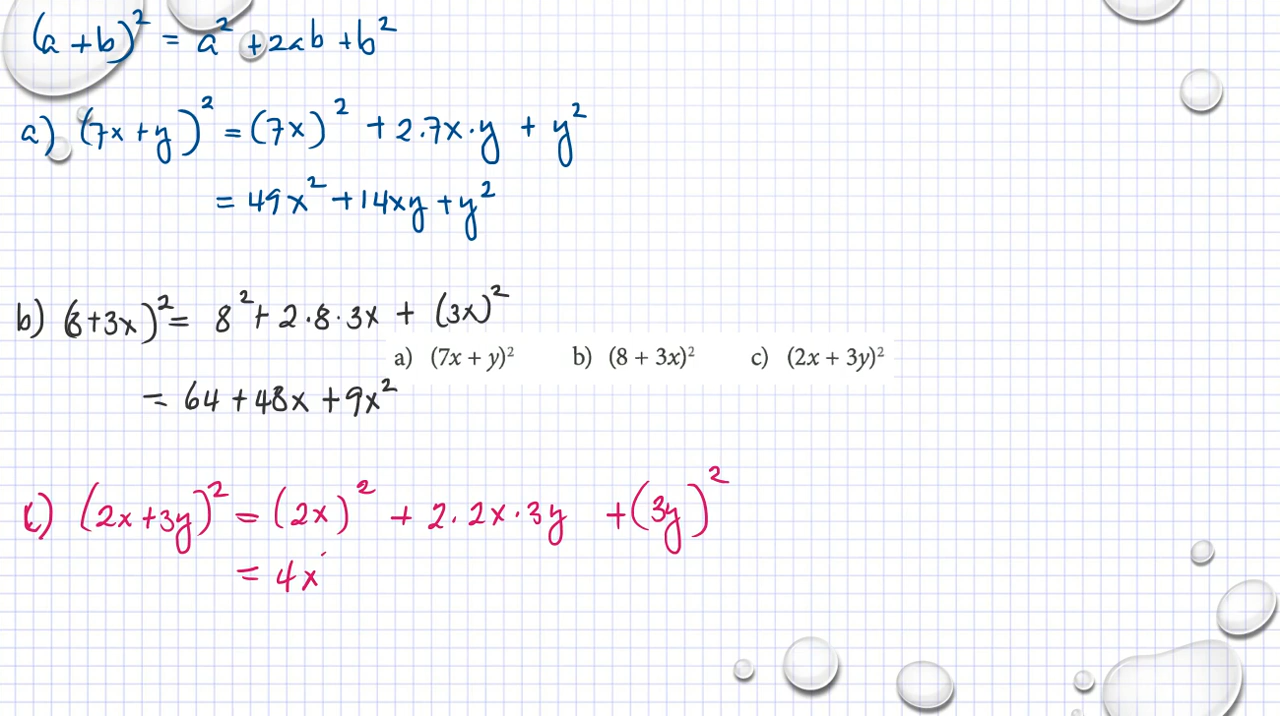 (a+b)² = a² + 2ab + b²
a) (7x+y)² = (7x)² + 2.7x·y + y²
= 49x² + 14xy + y²
b) (8+3x)² = 8² + 2·8·3x + (3x)²
a) (7x + y)² b) (8 + 3x)² c) (2x + 3y)²
= 64 + 48x + 9x²
c) (2x+3y)² = (2x)² + 2.2x·3y + (3y)²
= 4x